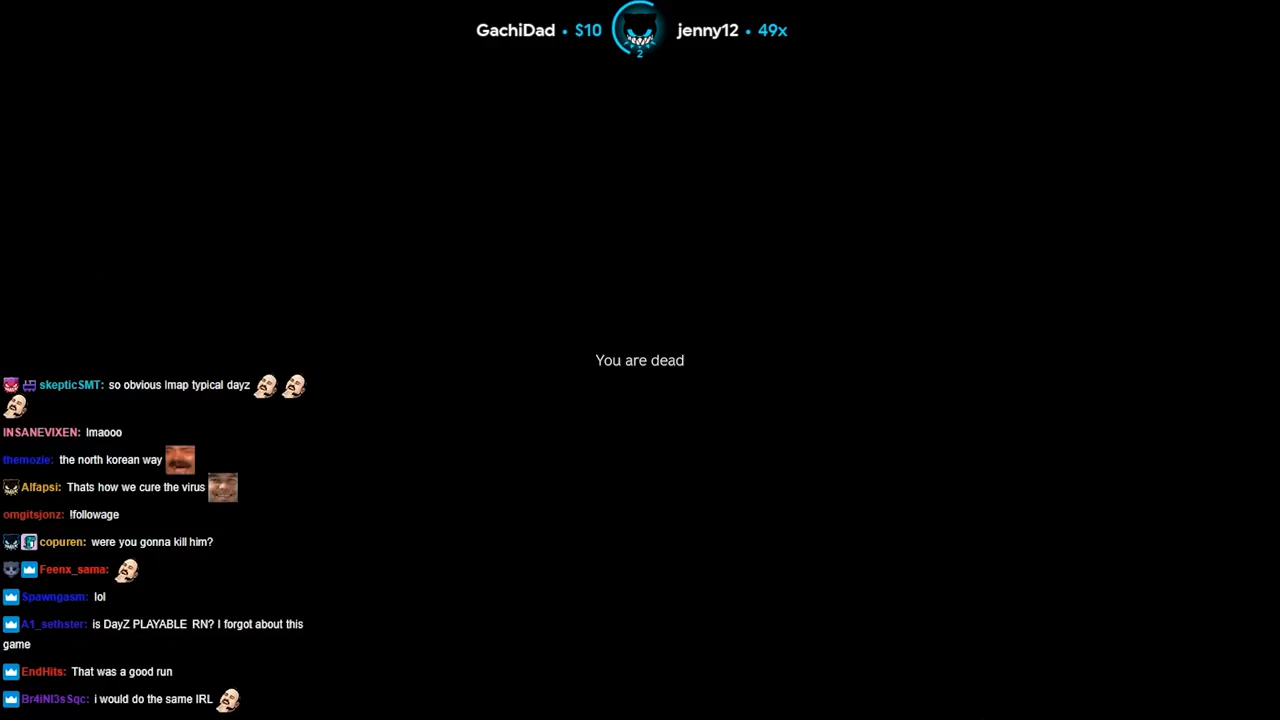 GachiDad • $10
2
jenny12 • 49x
You are dead
skepticSMT: so obvious lmap typical dayz
INSANEVIXEN: lmaooo
themozie: the north korean way
Alfapsi: Thats how we cure the virus
omgitsjonz: !followage
copuren: were you gonna kill him?
Feenx_sama:
Spawngasm: lol
A1_sethster: is DayZ PLAYABLE RN? I forgot about this
game
EndHits: That was a good run
Br4iNl3sSqc: i would do the same IRL